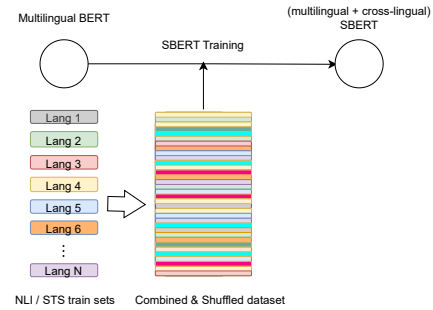 Multilingual BERT
(multilingual + cross-lingual)
SBERT
SBERT Training
Lang 1
Lang 2
Lang 3
Lang 4
Lang 5
Lang 6
⋮
Lang N
NLI / STS train sets
Combined & Shuffled dataset